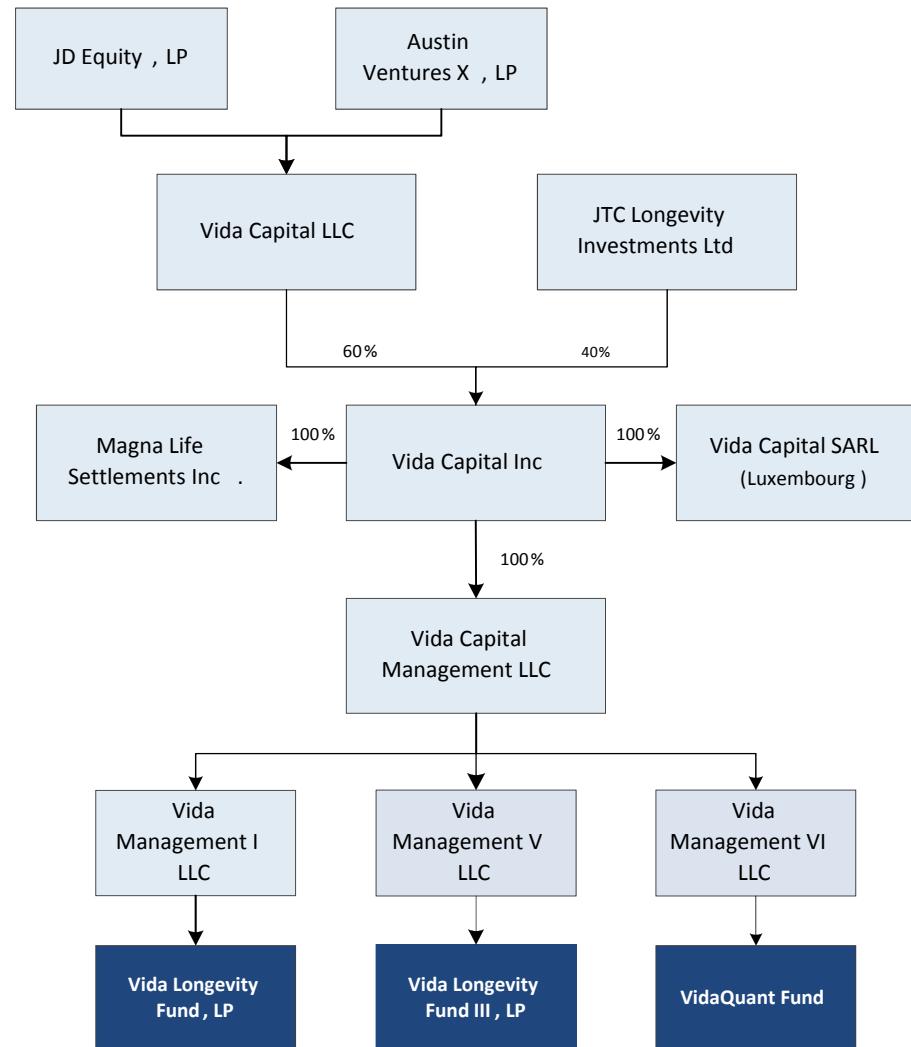 JD Equity , LP
Austin
Ventures X , LP
Vida Capital LLC
JTC Longevity
Investments Ltd
60%
40%
Magna Life
Settlements Inc .
100%
Vida Capital Inc
100%
Vida Capital SARL
(Luxembourg )
100%
Vida Capital
Management LLC
Vida
Management I
LLC
Vida
Management V
LLC
Vida
Management VI
LLC
Vida Longevity
Fund , LP
Vida Longevity
Fund III , LP
VidaQuant Fund